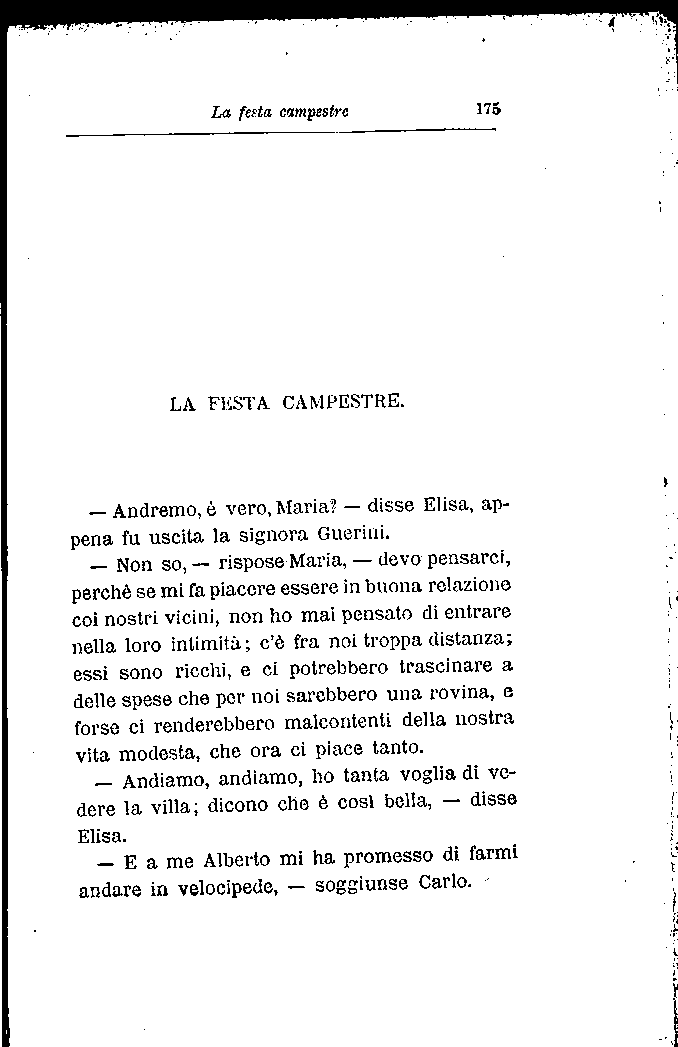 La festa campestre 175
LA FESTA CAMPESTRE.
— Andremo, è vero, Maria? — disse Elisa, ap-
pena fu uscita la signora Guerini.
— Non so, — rispose Maria, — devo pensarci,
perchè se mi fa piacere essere in buona relazione
coi nostri vicini, non ho mai pensato di entrare
nella loro intimità; c'è fra noi troppa distanza;
essi sono ricchi, e ci potrebbero trascinare a
delle spese che per noi sarebbero una rovina, e
forse ci renderebbero malcontenti della nostra
vita modesta, che ora ci piace tanto.
— Andiamo, andiamo, ho tanta voglia di ve-
dere la villa; dicono che è così bella, — disse
Elisa.
— E a me Alberto mi ha promesso di farmi
andare in velocipede, — soggiunse Carlo.